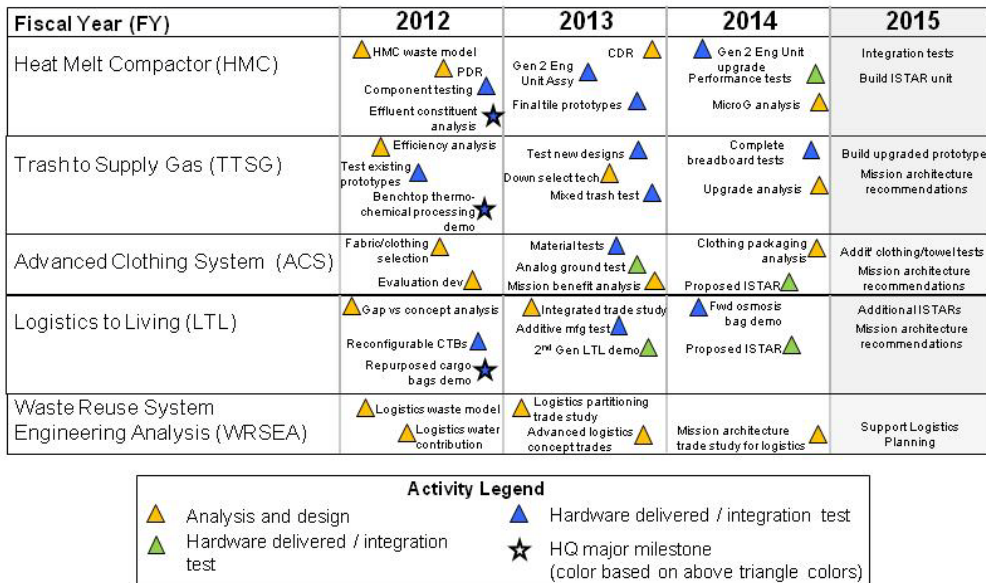 Fiscal Year (FY)
2012
2013
2014
2015
Heat Melt Compactor (HMC)
HMC waste model
PDR
Component testing
Effluent constituent
analysis
CDR
Gen 2 Eng
Unit Assy
Final tile prototypes
Gen 2 Eng Unit
upgrade
Performance tests
MicroG analysis
Integration tests
Build ISTAR unit
Trash to Supply Gas (TTSG)
Efficiency analysis
Test existing
prototypes
Benchtop thermo-
chemical processing
demo
Test new designs
Down select tech
Mixed trash test
Complete
breadboard tests
Upgrade analysis
Build upgraded prototype
Mission architecture
recommendations
Advanced Clothing System (ACS)
Fabric/clothing
selection
Evaluation dev
Material tests
Analog ground test
Mission benefit analysis
Clothing packaging
analysis
Proposed ISTAR
Addit' clothing/towel tests
Mission architecture
recommendations
Logistics to Living (LTL)
Gap vs concept analysis
Reconfigurable CTBs
Repurposed cargo
bags demo
Integrated trade study
Additive mfg test
2nd Gen LTL demo
Fwd osmosis
bag demo
Proposed ISTAR
Additional ISTARs
Mission architecture
recommendations
Waste Reuse System
Engineering Analysis (WRSEA)
Logistics waste model
Logistics water
contribution
Logistics partitioning
trade study
Advanced logistics
concept trades
Mission architecture
trade study for logistics
Support Logistics
Planning
Activity Legend
Analysis and design
Hardware delivered / integration
test
Hardware delivered / integration test
HQ major milestone
(color based on above triangle colors)